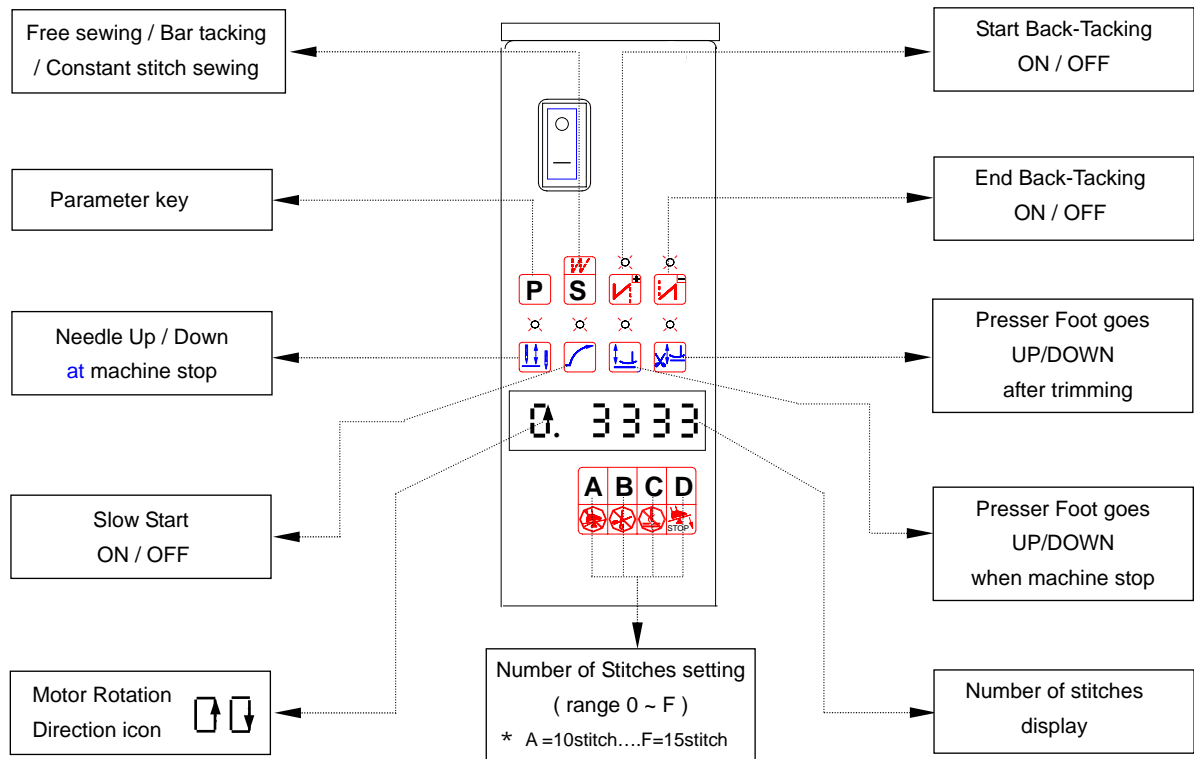 Free sewing / Bar tacking
/ Constant stitch sewing
Start Back-Tacking
ON / OFF
Parameter key
End Back-Tacking
ON / OFF
W
P S
Needle Up / Down
at machine stop
Presser Foot goes
UP/DOWN
after trimming
0. 3333
A B C D
STOP
Slow Start
ON / OFF
Presser Foot goes
UP/DOWN
when machine stop
Motor Rotation
Direction icon
Number of Stitches setting
( range 0 ~ F )
* A =10stitch....F=15stitch
Number of stitches
display